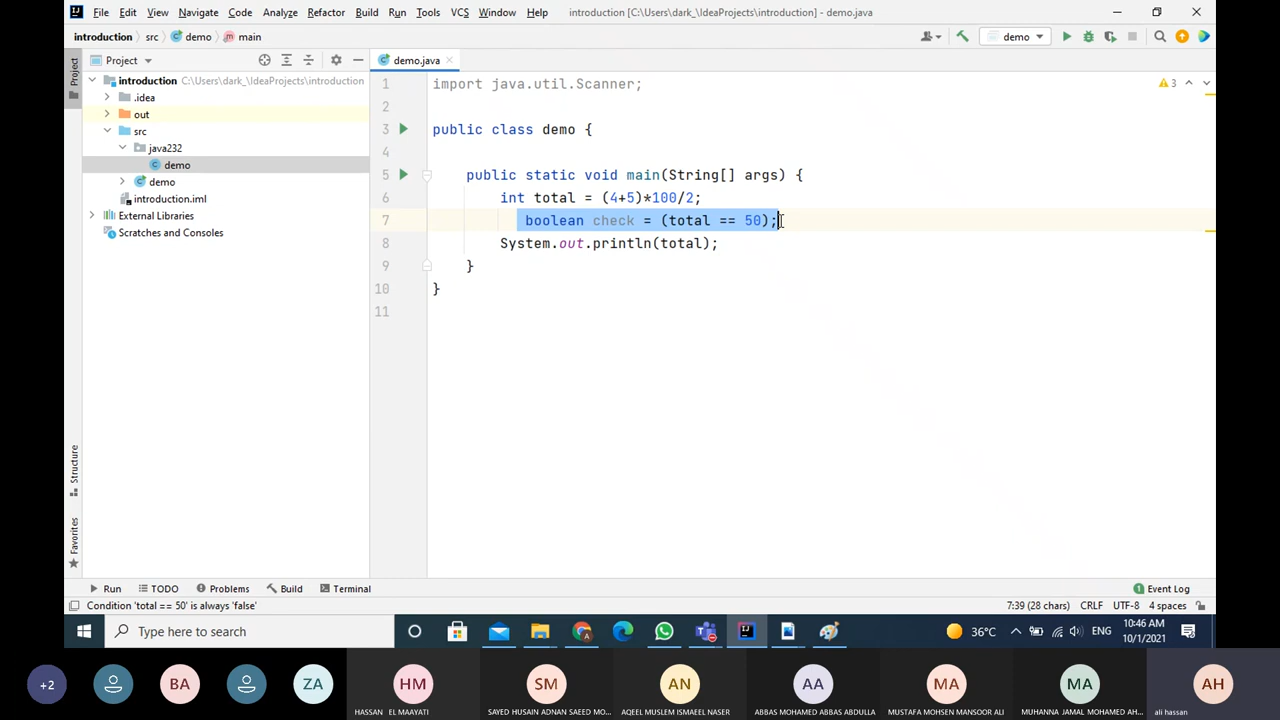 File Edit View Navigate Code Analyze Refactor Build Run Tools VCS Window Help introduction [C:\Users\dark_\IdeaProjects\introduction] - demo.java
introduction src demo main demo
Project demo.java
introduction C:\Users\dark_\IdeaProjects\introduction
.idea
out
src
java232
demo
demo
introduction.iml
External Libraries
Scratches and Consoles
Project
Structure
Favorites
1 import java.util.Scanner;
2
3 public class demo {
4
5 public static void main(String[] args) {
6 int total = (4+5)*100/2;
7 boolean check = (total == 50);
8 System.out.println(total);
9 }
10 }
11
3
Run TODO Problems Build Terminal 1 Event Log
Condition 'total == 50' is always 'false' 7:39 (28 chars) CRLF UTF-8 4 spaces
Type here to search 36°C ENG 10:46 AM
10/1/2021
+2 BA ZA HM SM AN AA MA MA AH
HASSAN EL MAAYATI SAYED HUSAIN ADNAN SAEED MO... AQEEL MUSLEM ISMAEEL NASER ABBAS MOHAMED ABBAS ABDULLA MUSTAFA MOHSEN MANSOOR ALI MUHANNA JAMAL MOHAMED AH... ali hassan